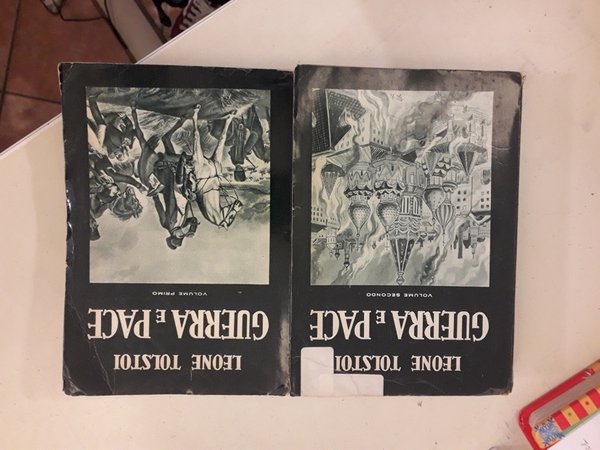 LEONE TOLSTOI
GUERRA E PACE
VOLUME SECONDO
LEONE TOLSTOI
GUERRA E PACE
VOLUME PRIMO